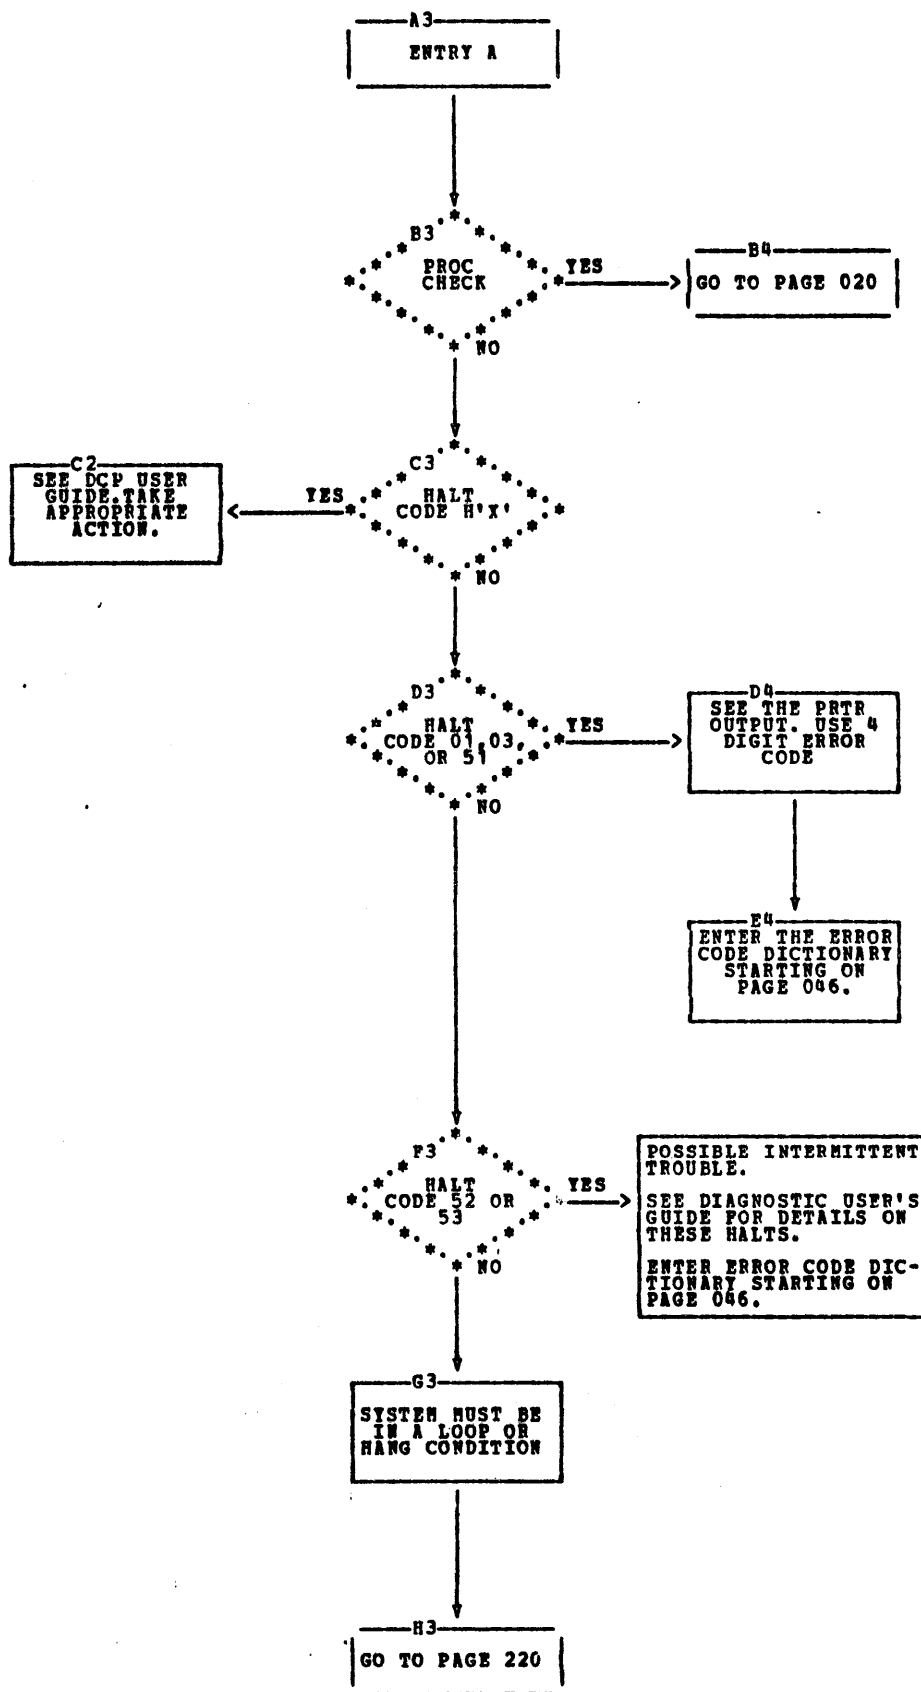 A3
ENTRY A
B3
PROC
CHECK
YES
NO
B4
GO TO PAGE 020
C3
HALT
CODE H'X'
YES
NO
C2
SEE DCP USER
GUIDE.TAKE
APPROPRIATE
ACTION.
D3
HALT
CODE 01,03,
OR 51
YES
NO
D4
SEE THE PRTR
OUTPUT. USE 4
DIGIT ERROR
CODE
E4
ENTER THE ERROR
CODE DICTIONARY
STARTING ON
PAGE 046.
F3
HALT
CODE 52 OR
53
YES
NO
POSSIBLE INTERMITTENT
TROUBLE.
SEE DIAGNOSTIC USER'S
GUIDE FOR DETAILS ON
THESE HALTS.
ENTER ERROR CODE DIC-
TIONARY STARTING ON
PAGE 046.
G3
SYSTEM MUST BE
IN A LOOP OR
HANG CONDITION
H3
GO TO PAGE 220